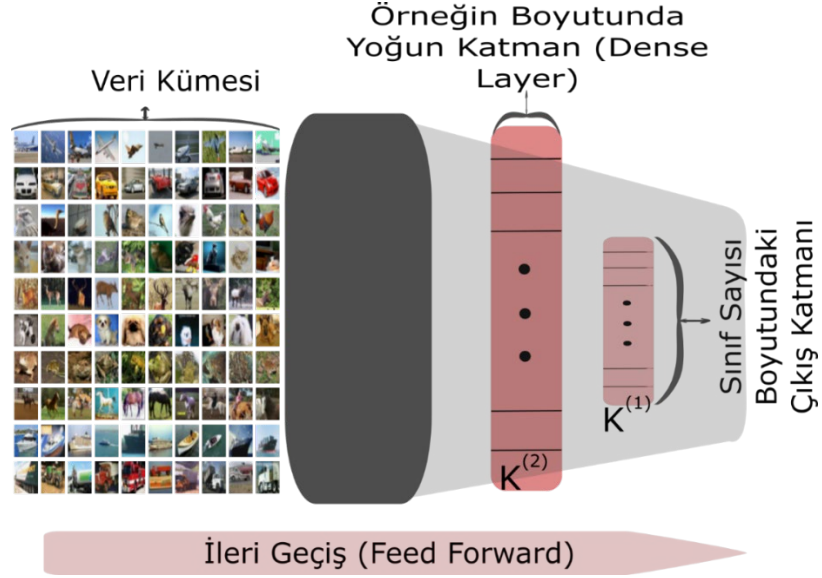 Örneğin Boyutunda
Yoğun Katman (Dense
Layer)
Veri Kümesi
K(2)
K(1)
Sınıf Sayısı
Boyutundaki
Çıkış Katmanı
İleri Geçiş (Feed Forward)